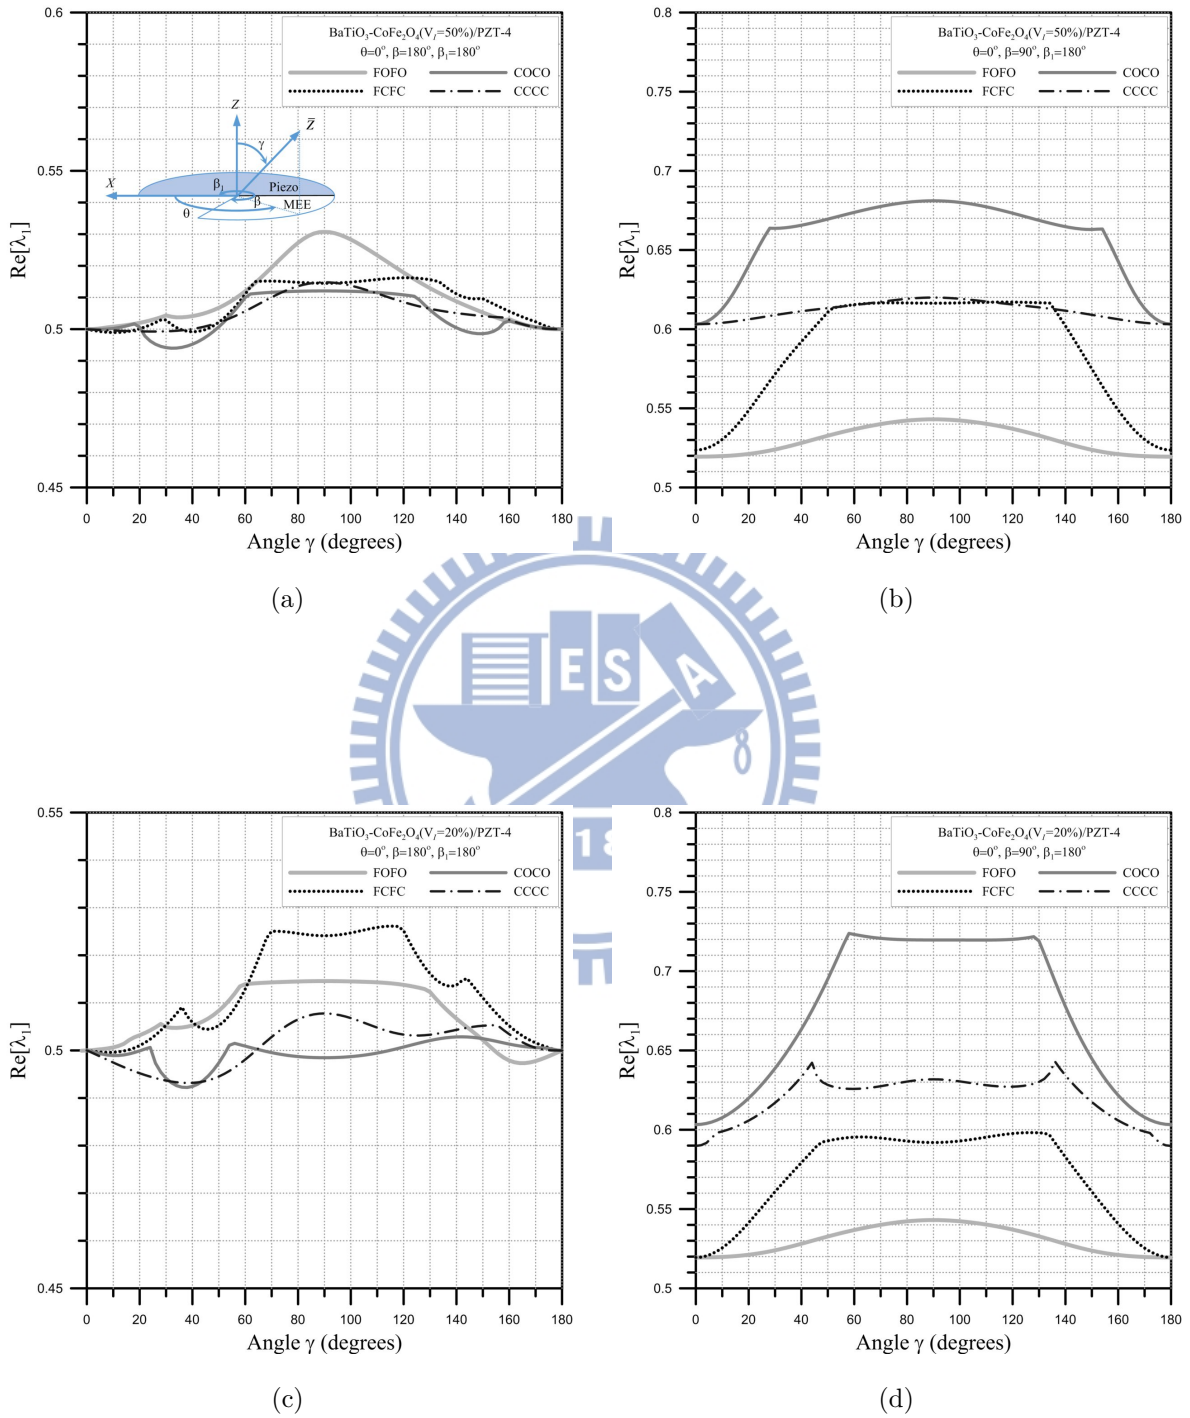 BaTiO₃-CoFe₂O₄(V_I=50%)/PZT-4
θ=0°, β=180°, β₁=180°
FOFO COCO
FCFC CCCC
0.6
0.55
0.5
0.45
Re[λ₁]
Z
Z̅
γ
X
β₁
Piezo
β
MEE
θ
0 20 40 60 80 100 120 140 160 180
Angle γ (degrees)
(a)
BaTiO₃-CoFe₂O₄(V_I=50%)/PZT-4
θ=0°, β=90°, β₁=180°
FOFO COCO
FCFC CCCC
0.8
0.75
0.7
0.65
0.6
0.55
0.5
Re[λ₁]
0 20 40 60 80 100 120 140 160 180
Angle γ (degrees)
(b)
E S A
18
BaTiO₃-CoFe₂O₄(V_I=20%)/PZT-4
θ=0°, β=180°, β₁=180°
FOFO COCO
FCFC CCCC
0.55
0.5
0.45
Re[λ₁]
0 20 40 60 80 100 120 140 160 180
Angle γ (degrees)
(c)
BaTiO₃-CoFe₂O₄(V_I=20%)/PZT-4
θ=0°, β=90°, β₁=180°
FOFO COCO
FCFC CCCC
0.8
0.75
0.7
0.65
0.6
0.55
0.5
Re[λ₁]
0 20 40 60 80 100 120 140 160 180
Angle γ (degrees)
(d)